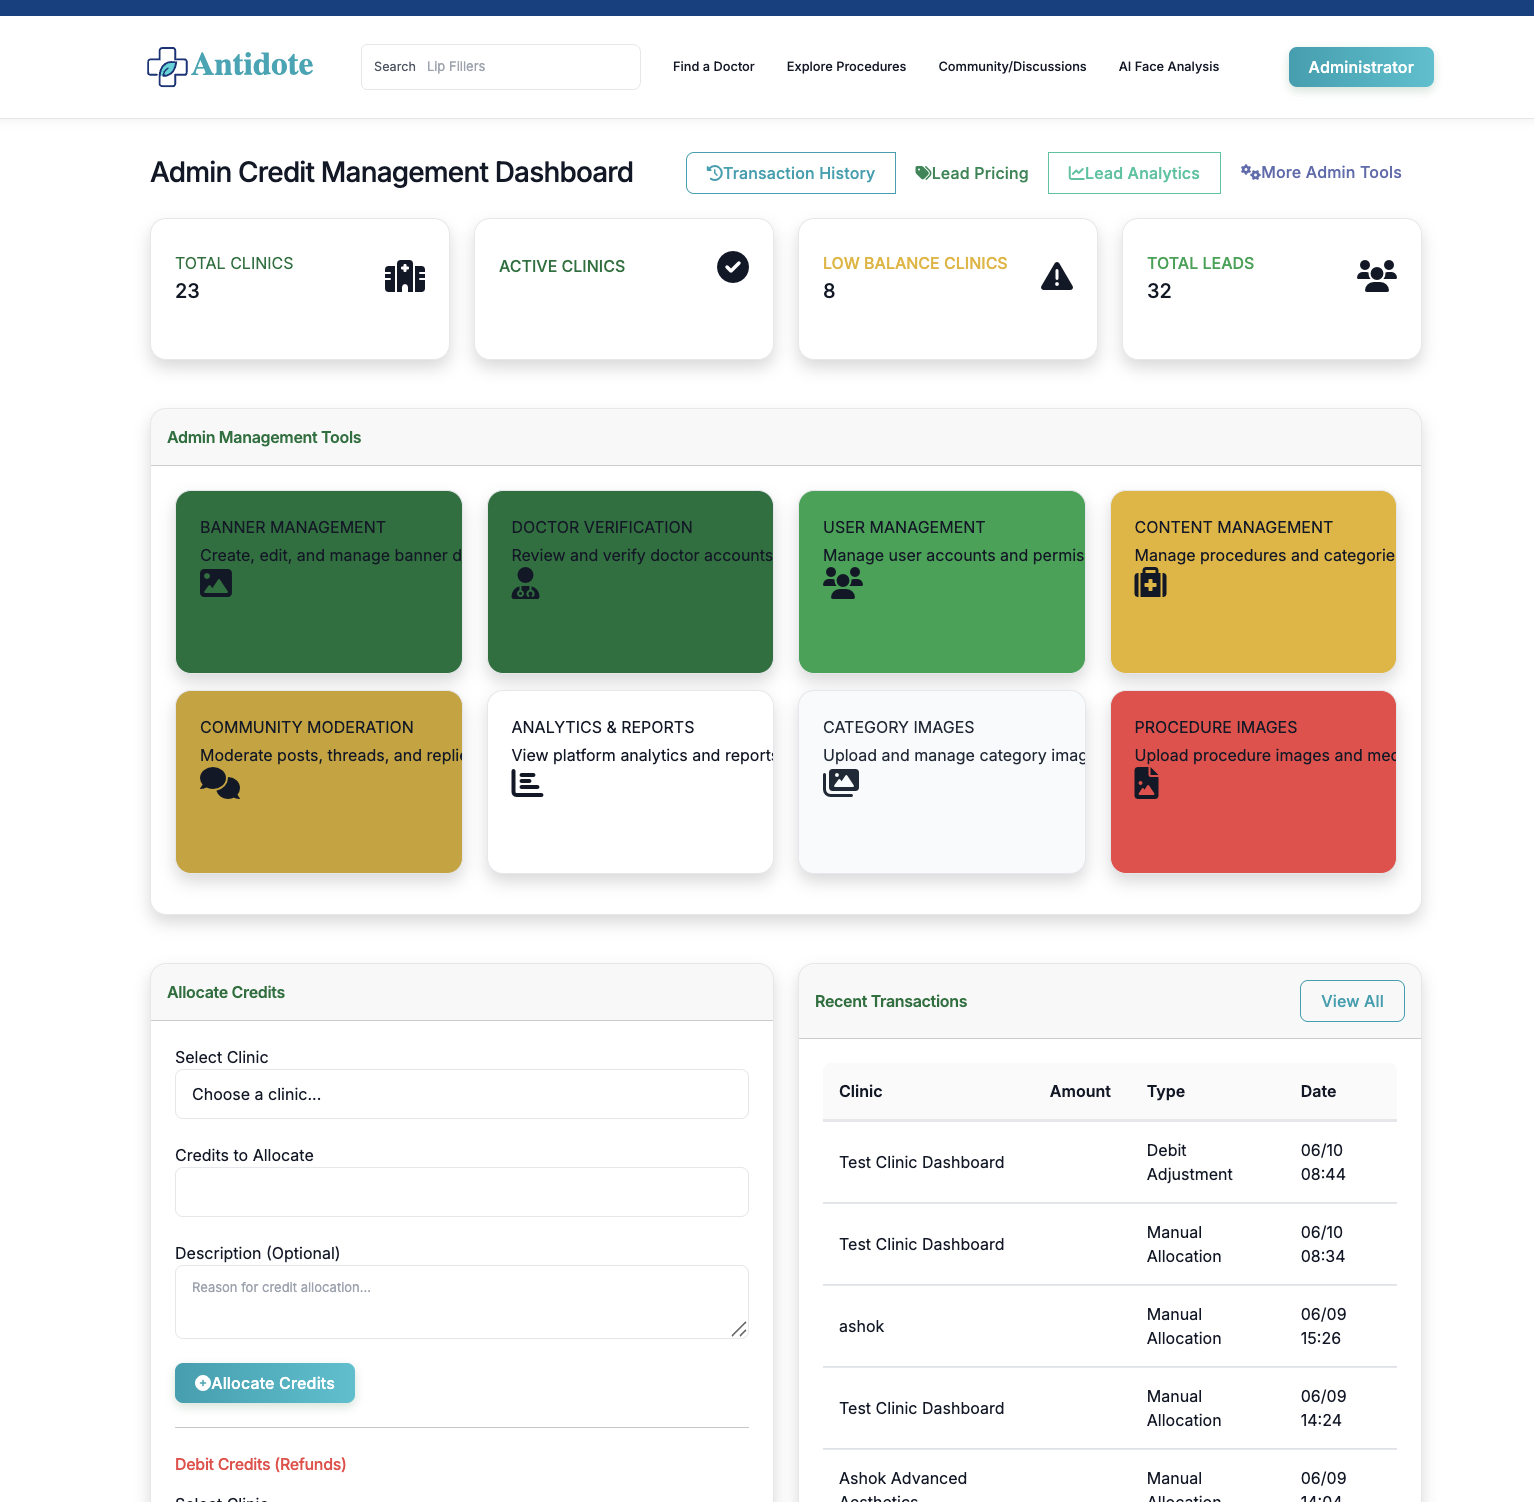 Antidote
Search Lip Fillers
Find a Doctor
Explore Procedures
Community/Discussions
AI Face Analysis
Administrator
Admin Credit Management Dashboard
Transaction History
Lead Pricing
Lead Analytics
More Admin Tools
TOTAL CLINICS
23
ACTIVE CLINICS
LOW BALANCE CLINICS
8
TOTAL LEADS
32
Admin Management Tools
BANNER MANAGEMENT
Create, edit, and manage banner d
DOCTOR VERIFICATION
Review and verify doctor accounts
USER MANAGEMENT
Manage user accounts and permis
CONTENT MANAGEMENT
Manage procedures and categorie
COMMUNITY MODERATION
Moderate posts, threads, and replie
ANALYTICS & REPORTS
View platform analytics and reports
CATEGORY IMAGES
Upload and manage category imag
PROCEDURE IMAGES
Upload procedure images and med
Allocate Credits
Select Clinic
Choose a clinic...
Credits to Allocate
Description (Optional)
Reason for credit allocation...
Allocate Credits
Debit Credits (Refunds)
Select Clinic
Recent Transactions
View All
Clinic Amount Type Date
Test Clinic Dashboard Debit Adjustment 06/10 08:44
Test Clinic Dashboard Manual Allocation 06/10 08:34
ashok Manual Allocation 06/09 15:26
Test Clinic Dashboard Manual Allocation 06/09 14:24
Ashok Advanced Aesthetics Manual Allocation 06/09 14:04